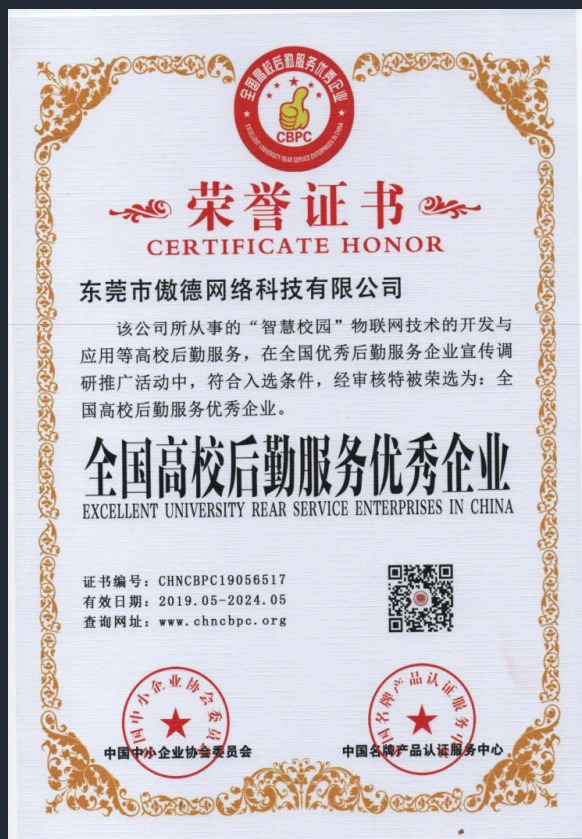 全国高校后勤服务优秀企业
CBPC
EXCELLENT UNIVERSITY REAR SERVICE ENTERPRISES IN CHINA
荣誉证书
CERTIFICATE HONOR
东莞市傲德网络科技有限公司
该公司所从事的“智慧校园”物联网技术的开发与
应用等高校后勤服务，在全国优秀后勤服务企业宣传调
研推广活动中，符合入选条件，经审核特被荣选为：全
国高校后勤服务优秀企业。
全国高校后勤服务优秀企业
EXCELLENT UNIVERSITY REAR SERVICE ENTERPRISES IN CHINA
证书编号：CHNCBPC19056517
有效日期：2019.05-2024.05
查询网址：www.chncbpc.org
中国中小企业协会委员会
中国名牌产品认证服务中心
中国中小企业协会委员会
中国名牌产品认证服务中心